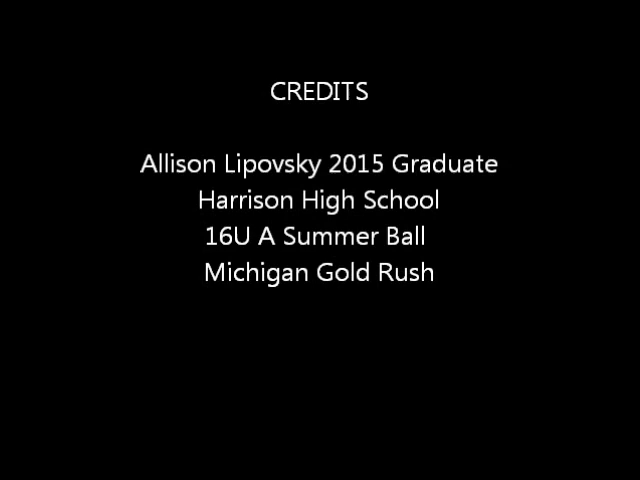 CREDITS
Allison Lipovsky 2015 Graduate
Harrison High School
16U A Summer Ball
Michigan Gold Rush